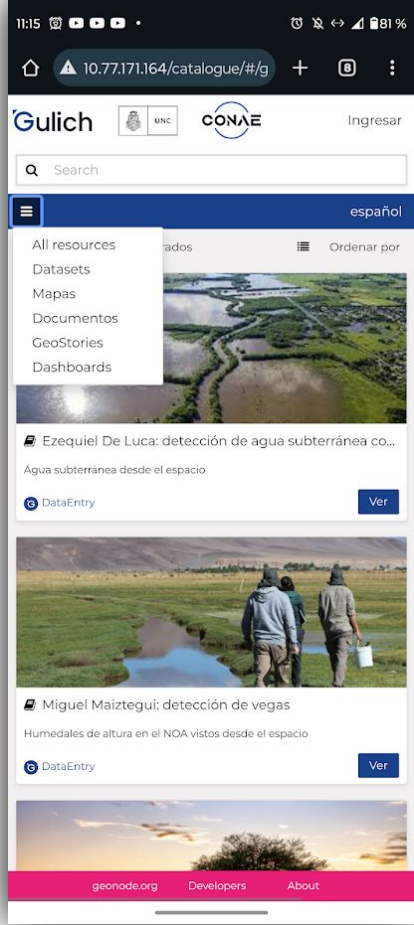 11:15
81 %
10.77.171.164/catalogue/#/g
8
Gulich
UNC
CONAE
Ingresar
Search
español
All resources
Datasets
Mapas
Documentos
GeoStories
Dashboards
Ordenar por
Ezequiel De Luca: detección de agua subterránea co...
Agua subterránea desde el espacio
DataEntry
Ver
Miguel Maiztegui: detección de vegas
Humedales de altura en el NOA vistos desde el espacio
DataEntry
Ver
geonode.org Developers About